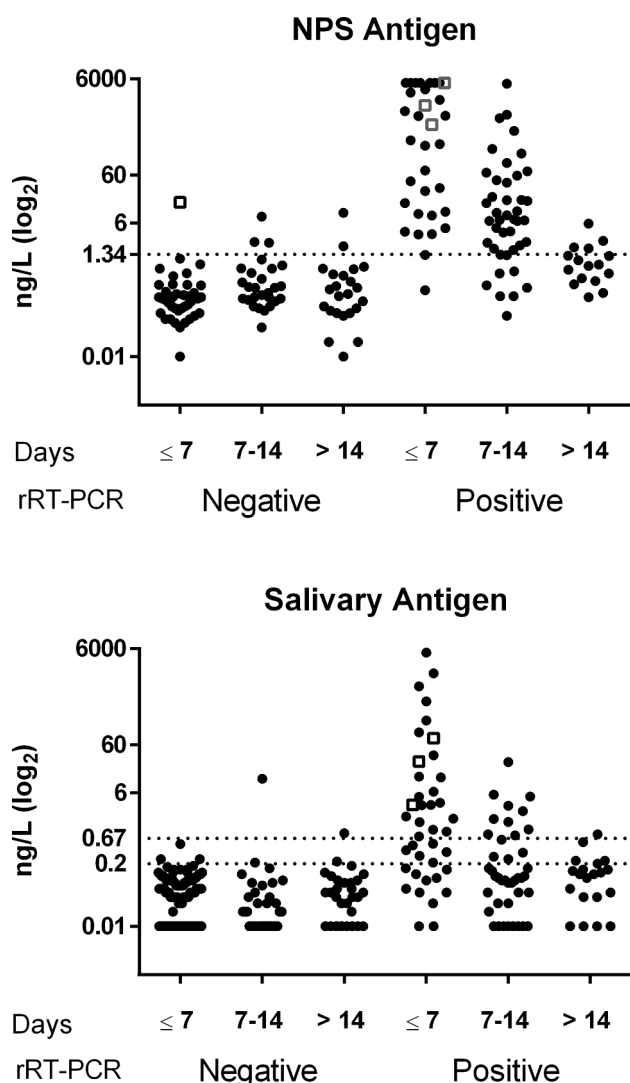 NPS Antigen
6000
60
6
1.34
0.01
ng/L (log2)
Days ≤ 7 7-14 > 14 ≤ 7 7-14 > 14
rRT-PCR Negative Positive
Salivary Antigen
6000
60
6
0.67
0.2
0.01
ng/L (log2)
Days ≤ 7 7-14 > 14 ≤ 7 7-14 > 14
rRT-PCR Negative Positive